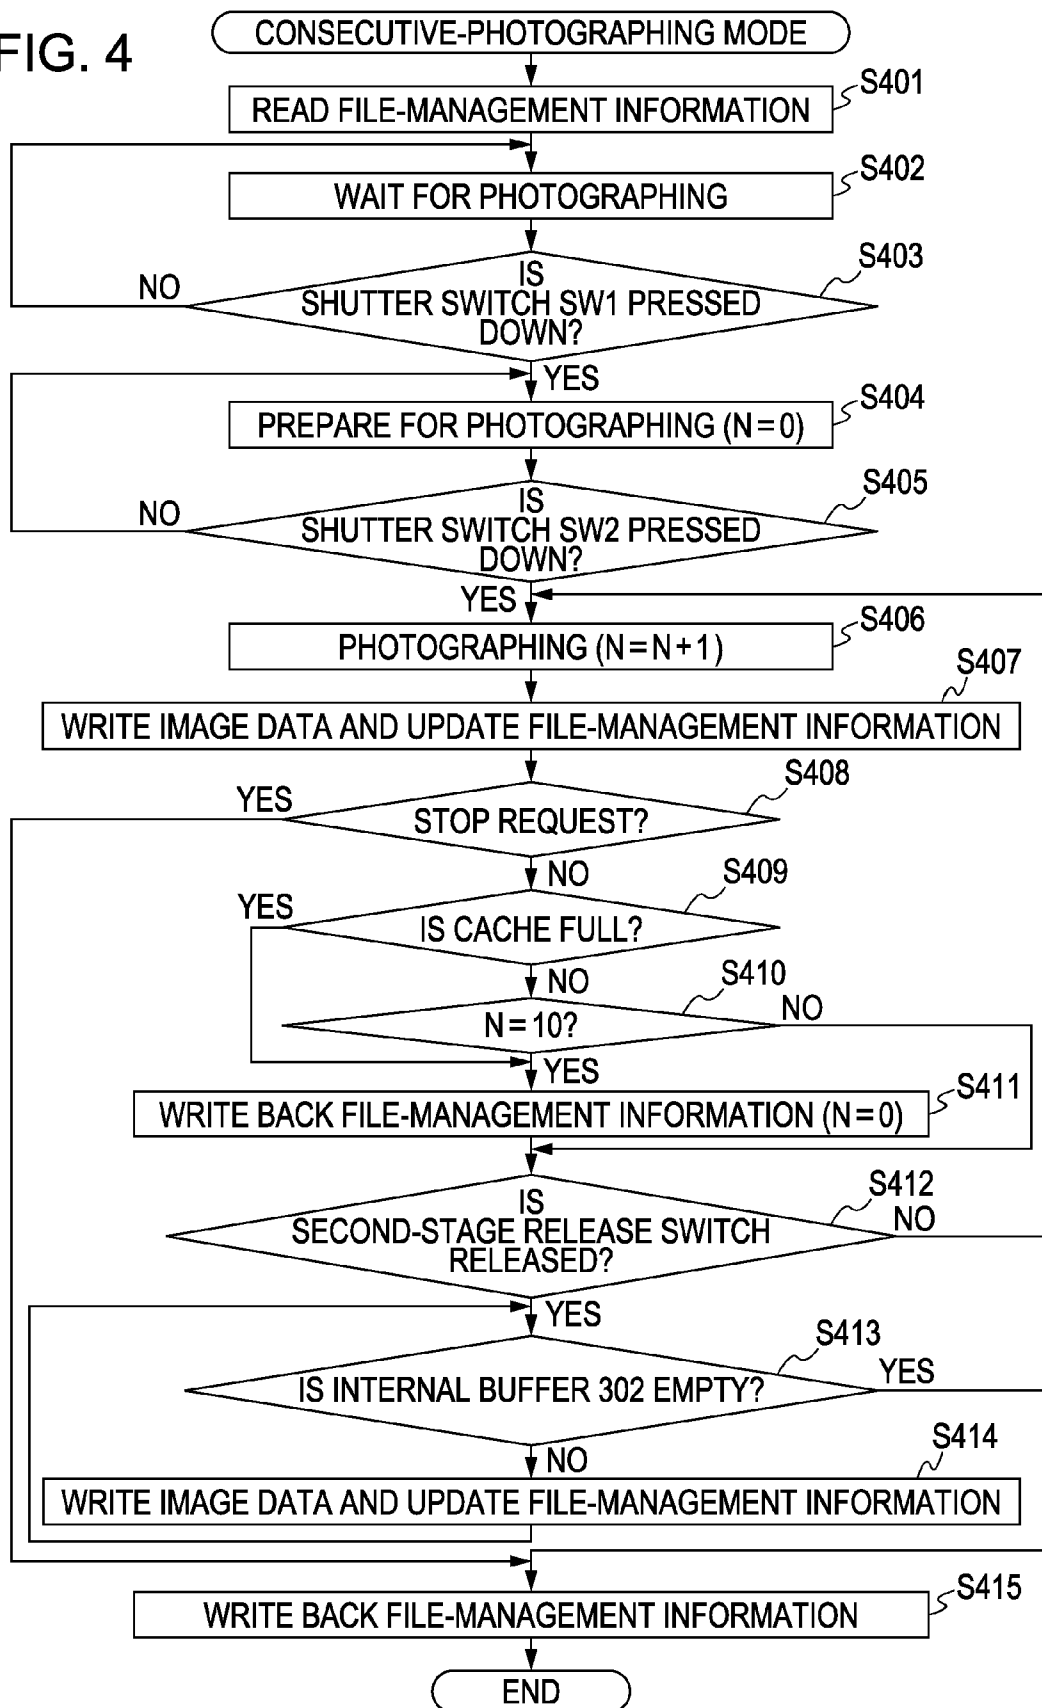 FIG. 4
CONSECUTIVE-PHOTOGRAPHING MODE
S401
READ FILE-MANAGEMENT INFORMATION
S402
WAIT FOR PHOTOGRAPHING
S403
NO
IS
SHUTTER SWITCH SW1 PRESSED
DOWN?
YES
S404
PREPARE FOR PHOTOGRAPHING (N=0)
S405
NO
IS
SHUTTER SWITCH SW2 PRESSED
DOWN?
YES
S406
PHOTOGRAPHING (N=N+1)
S407
WRITE IMAGE DATA AND UPDATE FILE-MANAGEMENT INFORMATION
S408
YES
STOP REQUEST?
NO
S409
YES
IS CACHE FULL?
NO
S410
N=10?
NO
YES
S411
WRITE BACK FILE-MANAGEMENT INFORMATION (N=0)
S412
IS
SECOND-STAGE RELEASE SWITCH
RELEASED?
NO
YES
S413
IS INTERNAL BUFFER 302 EMPTY?
YES
NO
S414
WRITE IMAGE DATA AND UPDATE FILE-MANAGEMENT INFORMATION
S415
WRITE BACK FILE-MANAGEMENT INFORMATION
END